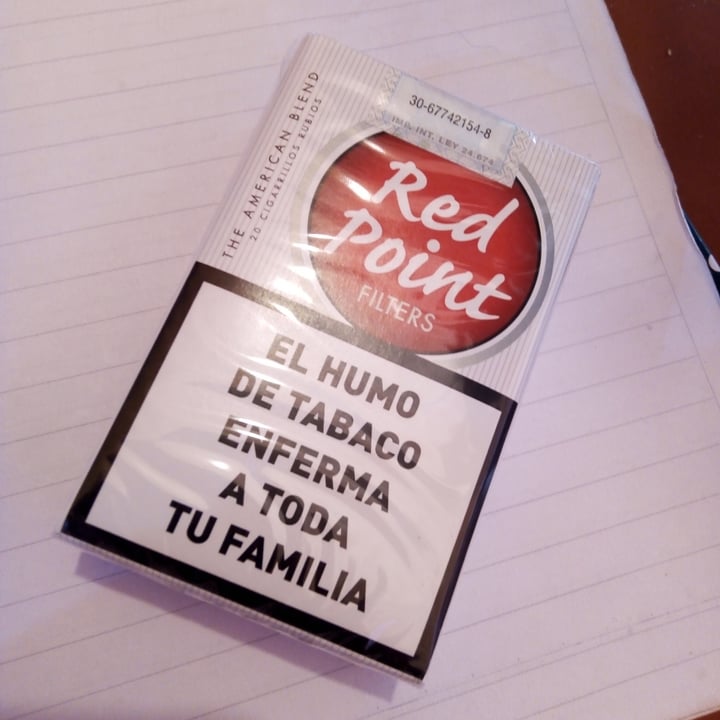 30-67742154-8
IMP. INT. LEY 24.674
THE AMERICAN BLEND
20 CIGARRILLOS RUBIOS
Red
Point
FILTERS
EL HUMO
DE TABACO
ENFERMA
A TODA
TU FAMILIA